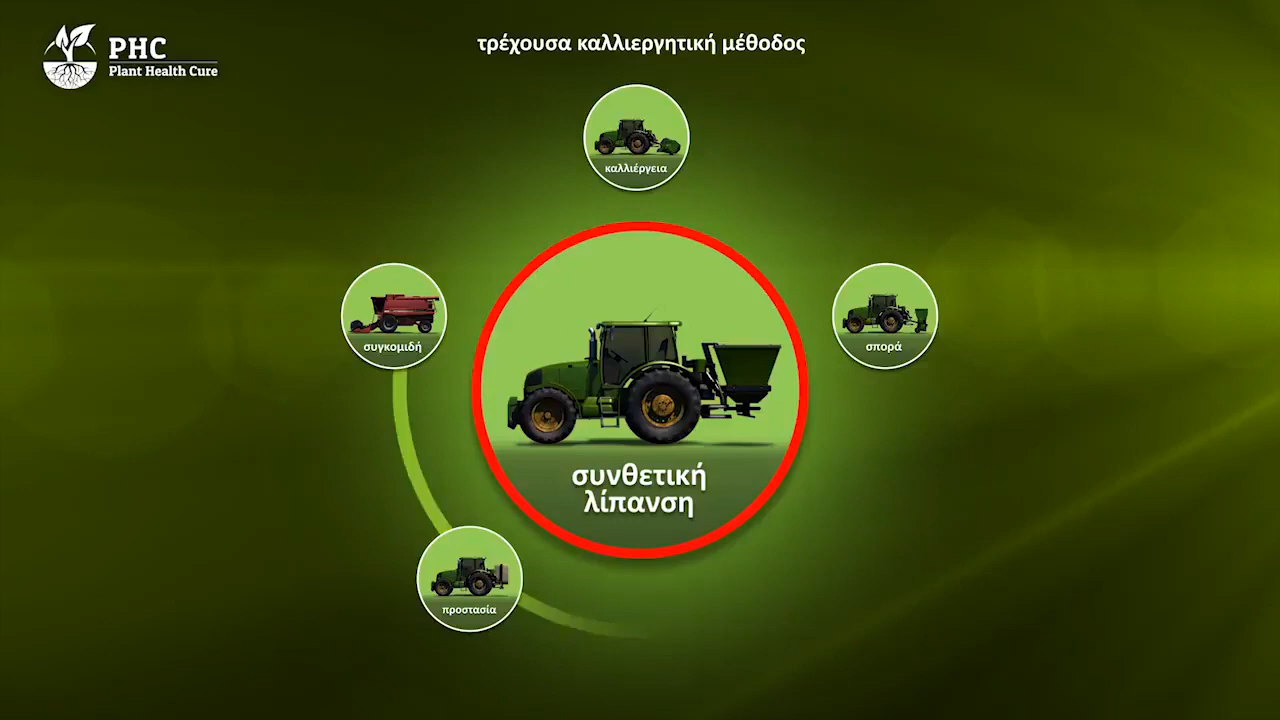 PHC
Plant Health Cure
τρέχουσα καλλιεργητική μέθοδος
καλλιέργεια
συγκομιδή
σπορά
συνθετική
λίπανση
προστασία